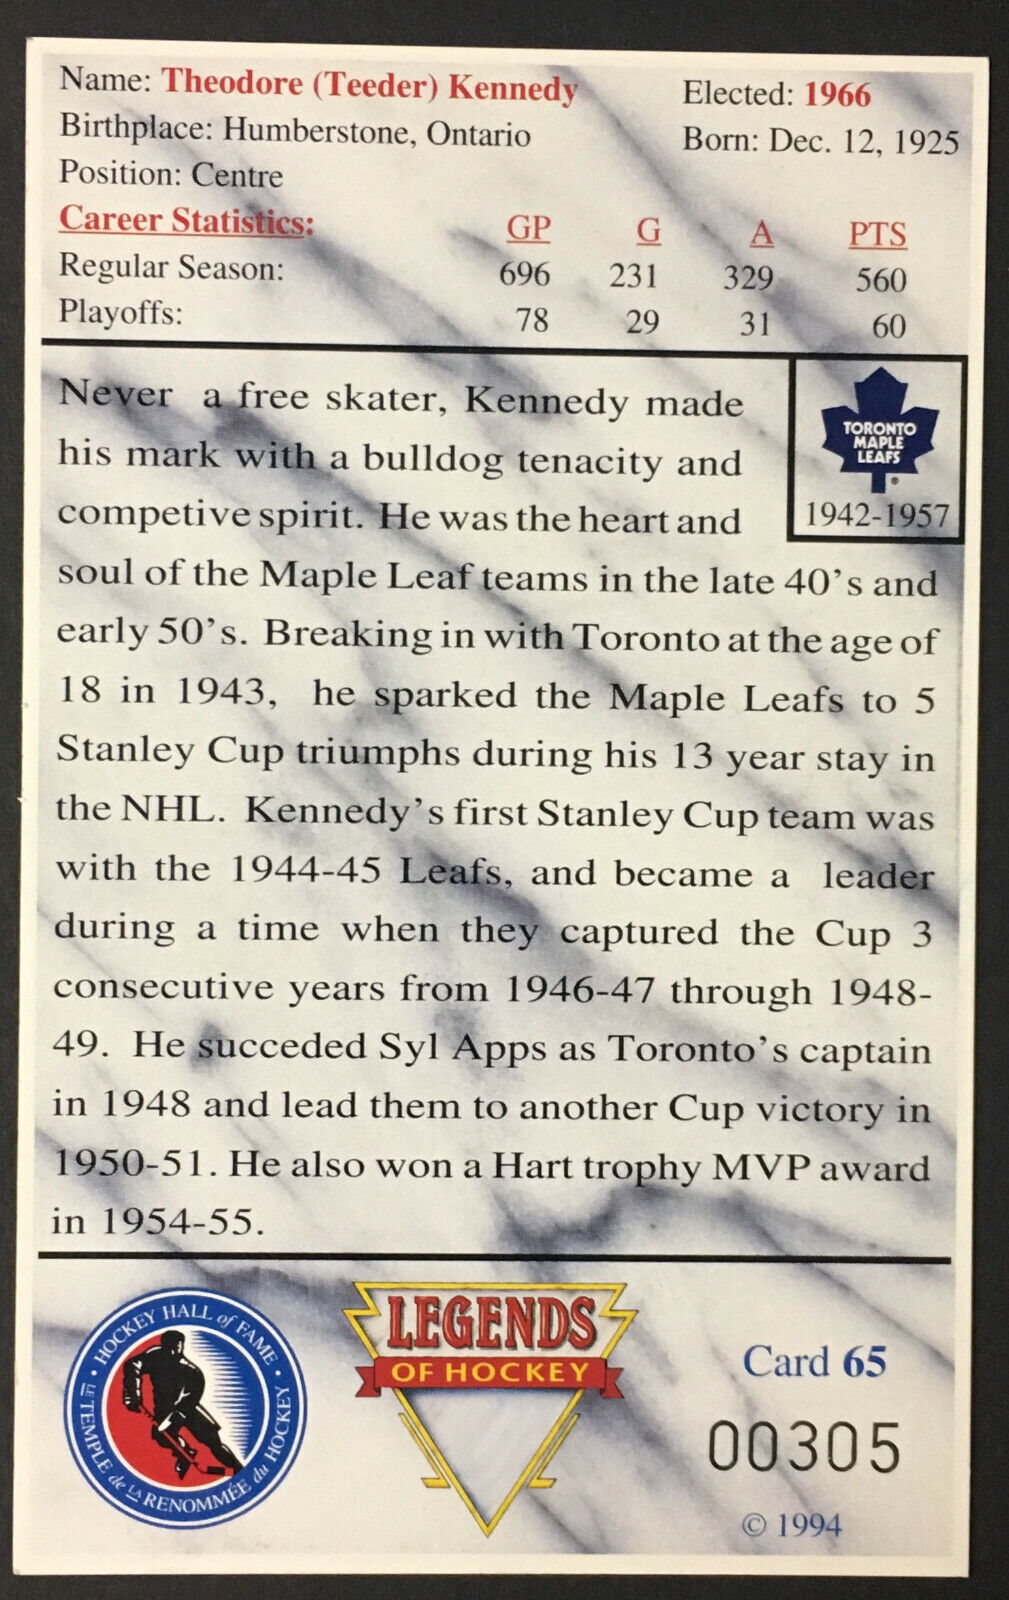 Name: Theodore (Teeder) Kennedy Elected: 1966
Birthplace: Humberstone, Ontario Born: Dec. 12, 1925
Position: Centre
Career Statistics: GP G A PTS
Regular Season: 696 231 329 560
Playoffs: 78 29 31 60
Never a free skater, Kennedy made
his mark with a bulldog tenacity and
competive spirit. He was the heart and
TORONTO
MAPLE
LEAFS
®
1942-1957
soul of the Maple Leaf teams in the late 40's and
early 50's. Breaking in with Toronto at the age of
18 in 1943, he sparked the Maple Leafs to 5
Stanley Cup triumphs during his 13 year stay in
the NHL. Kennedy's first Stanley Cup team was
with the 1944-45 Leafs, and became a leader
during a time when they captured the Cup 3
consecutive years from 1946-47 through 1948-
49. He succeded Syl Apps as Toronto's captain
in 1948 and lead them to another Cup victory in
1950-51. He also won a Hart trophy MVP award
in 1954-55.
HOCKEY HALL of FAME
LE TEMPLE de LA RENOMMÉE du HOCKEY
LEGENDS
OF HOCKEY
Card 65
00305
© 1994